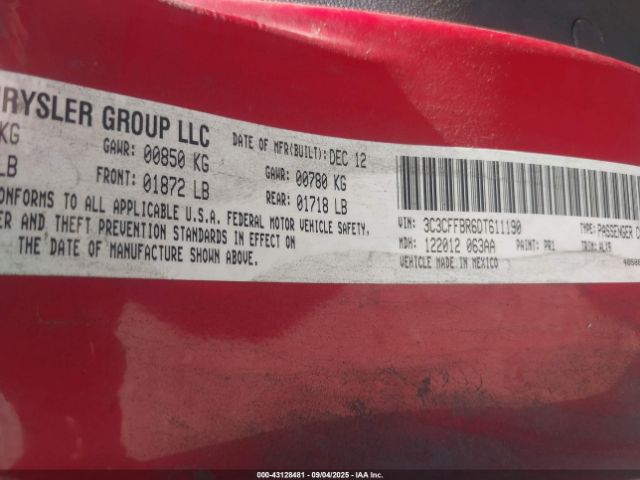 RYSLER GROUP LLC
DATE OF MFR(BUILT): DEC 12
KG
GAWR: 00850 KG
GAWR: 00780 KG
LB
FRONT: 01872 LB
REAR: 01718 LB
CONFORMS TO ALL APPLICABLE U.S.A. FEDERAL MOTOR VEHICLE SAFETY,
ER AND THEFT PREVENTION STANDARDS IN EFFECT ON
THE DATE OF MANUFACTURE SHOWN ABOVE.
VIN: 3C3CFFBR6DT611190
TYPE: PASSENGER C
MDH: 122012 063AA
PAINT: PR1
TRIM:
VEHICLE MADE IN MEXICO
000-43128481 - 09/04/2025 - IAA Inc.